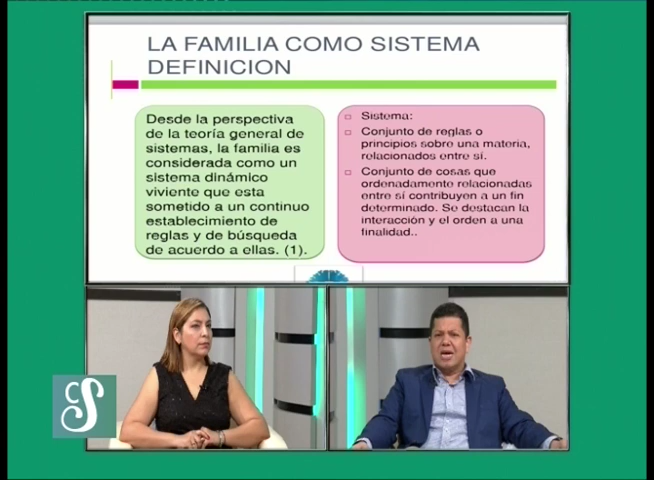 LA FAMILIA COMO SISTEMA
DEFINICION
Desde la perspectiva
de la teoría general de
sistemas, la familia es
considerada como un
sistema dinámico
viviente que esta
sometido a un continuo
establecimiento de
reglas y de búsqueda
de acuerdo a ellas. (1).
Sistema:
Conjunto de reglas o
principios sobre una materia,
relacionados entre sí.
Conjunto de cosas que
ordenadamente relacionadas
entre sí contribuyen a un fin
determinado. Se destacan la
interacción y el orden a una
finalidad..